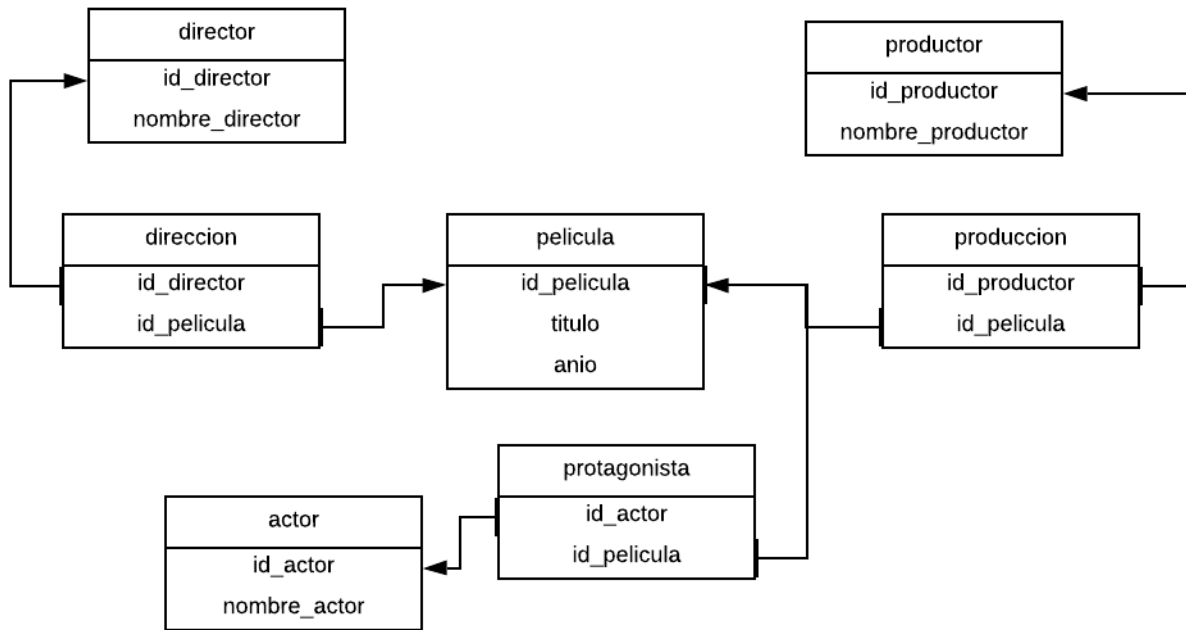 director
id_director
nombre_director
productor
id_productor
nombre_productor
direccion
id_director
id_pelicula
pelicula
id_pelicula
titulo
anio
produccion
id_productor
id_pelicula
protagonista
id_actor
id_pelicula
actor
id_actor
nombre_actor